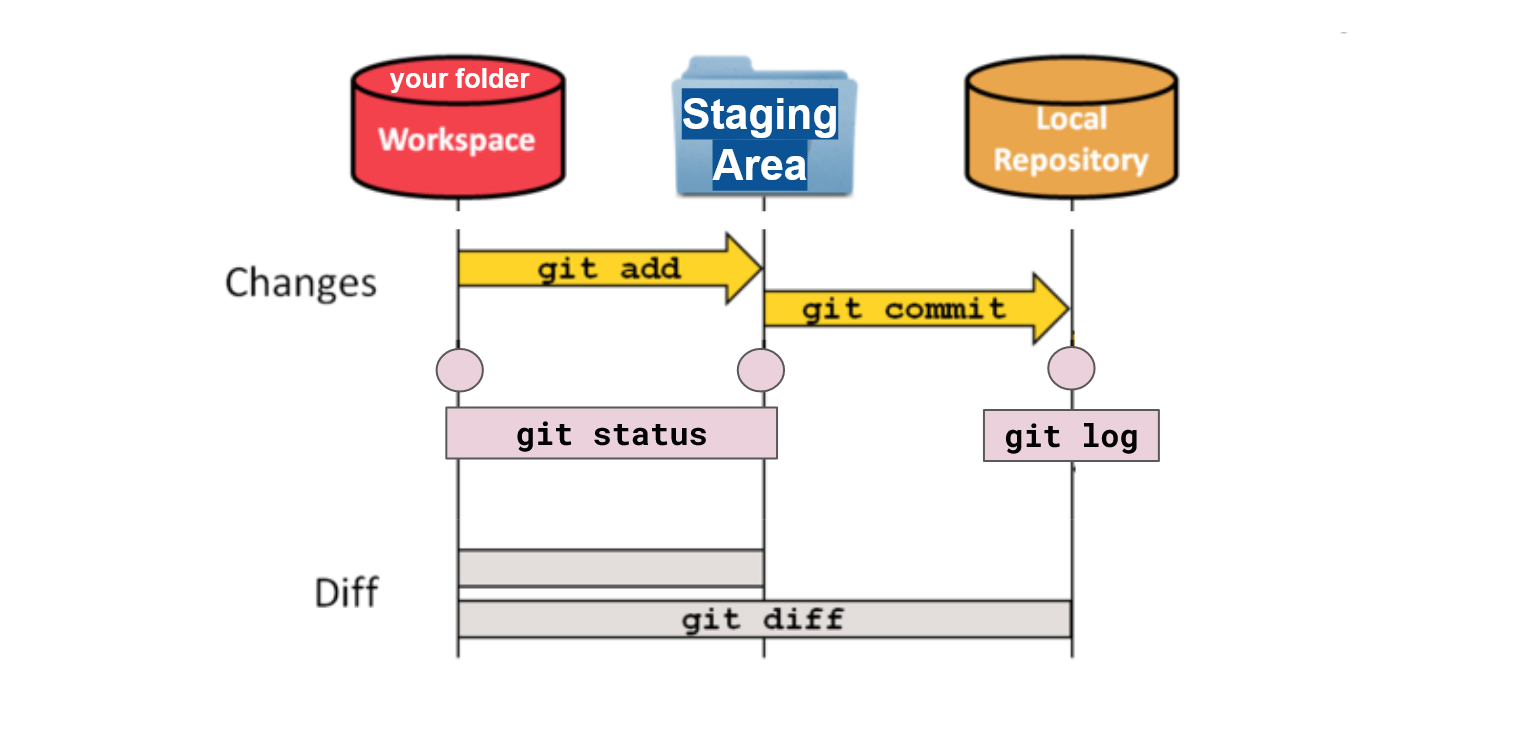 your folder
Workspace
Staging
Area
Local
Repository
Changes
git add
git commit
git status
git log
Diff
git diff